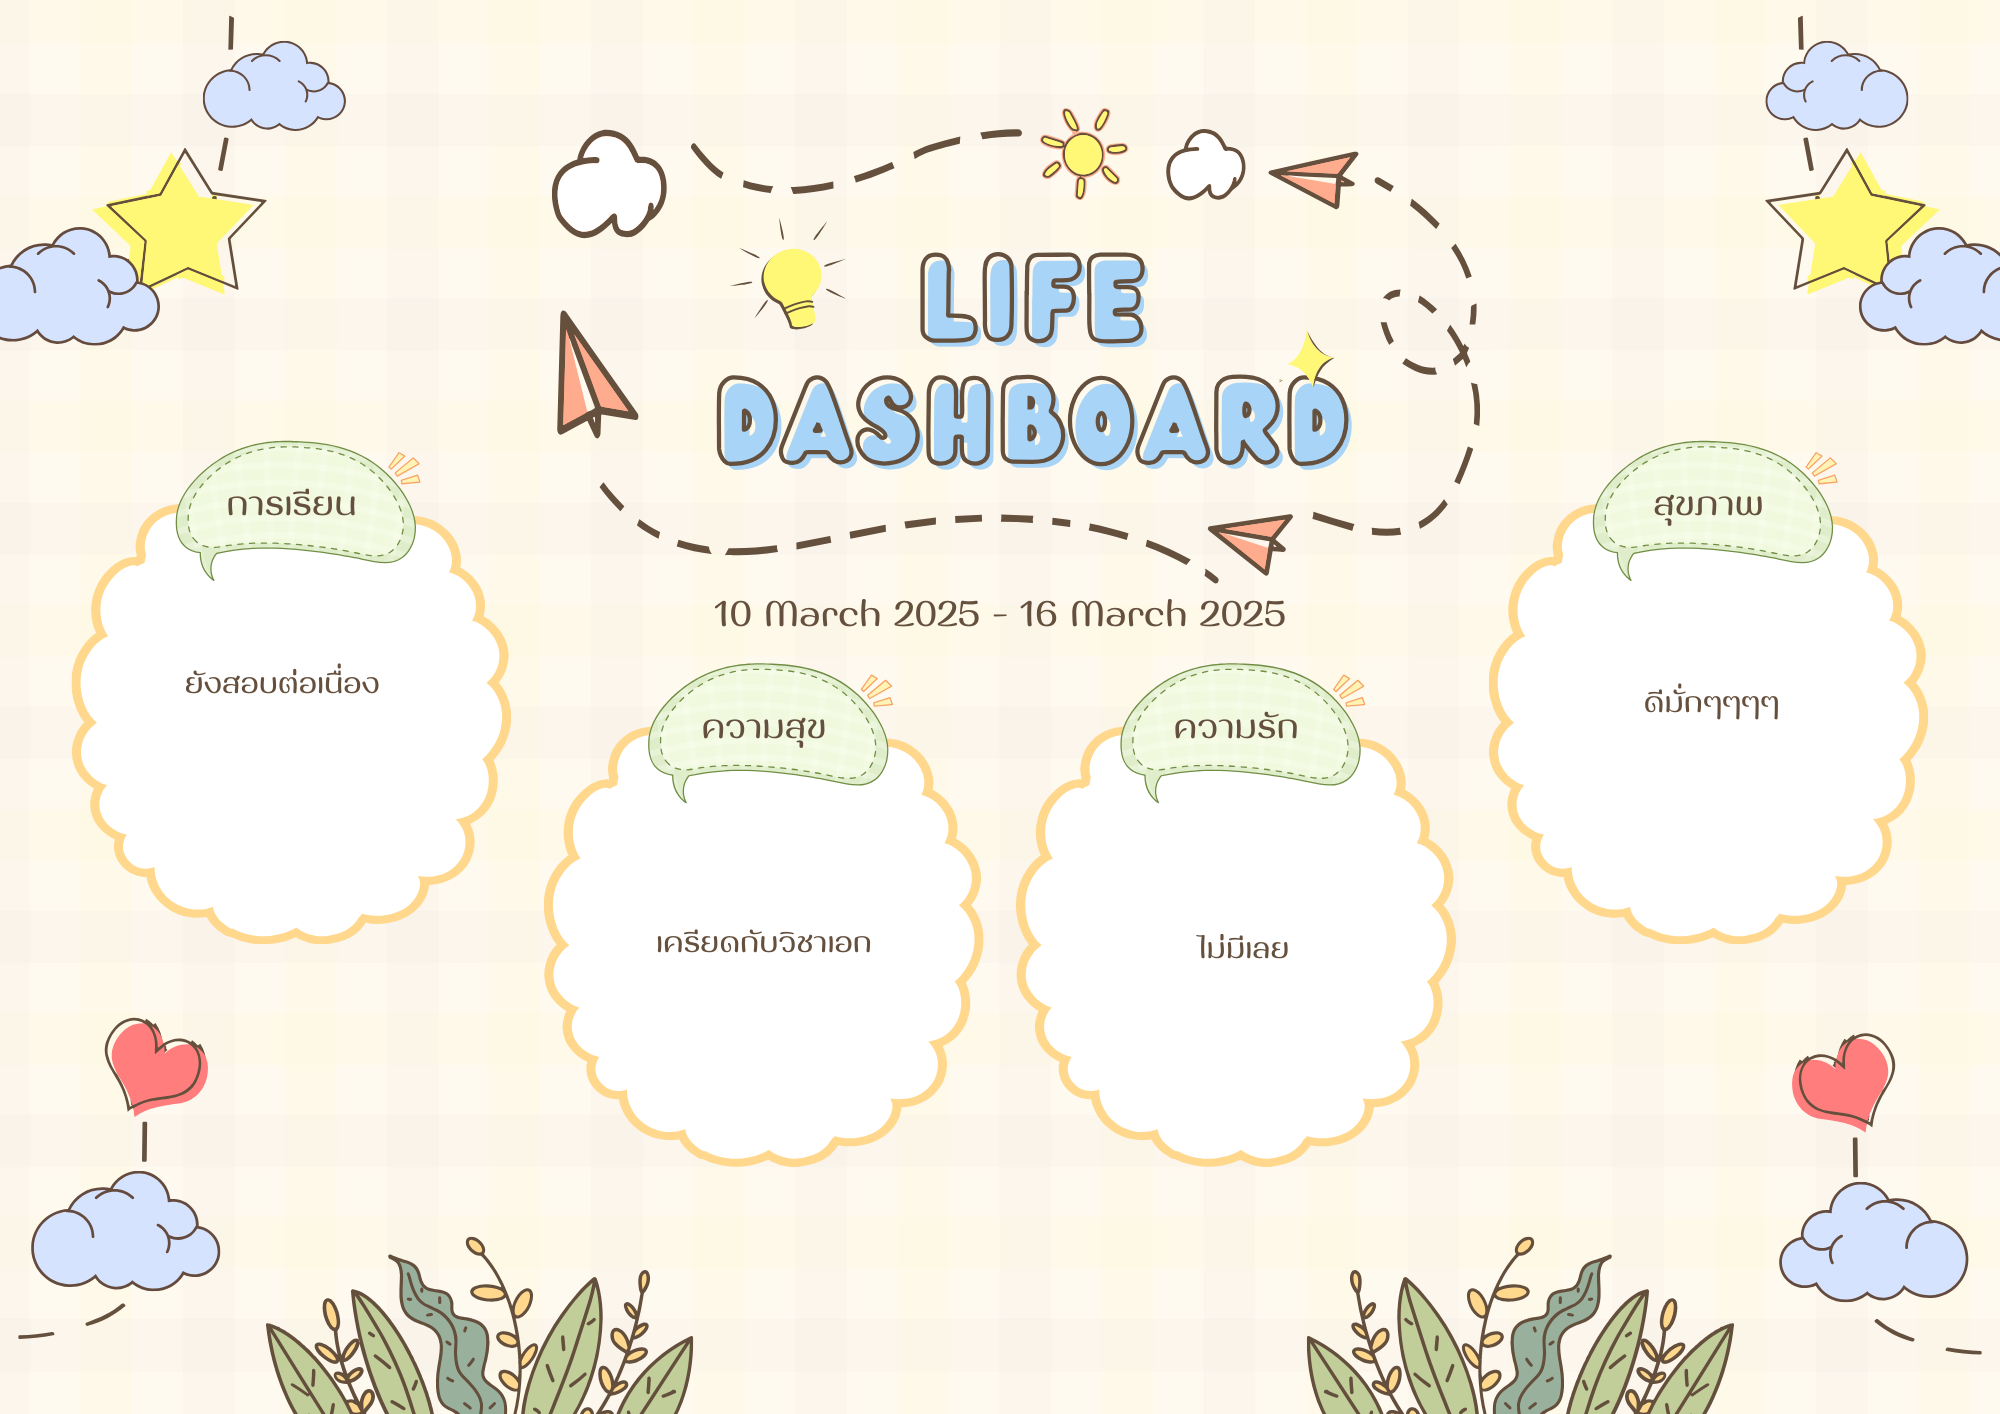 LIFE
DASHBOARD
10 March 2025 - 16 March 2025
การเรียน
ยังสอบต่อเนื่อง
ความสุข
เครียดกับวิชาเอก
ความรัก
ไม่มีเลย
สุขภาพ
ดีมั่กๆๆๆๆ